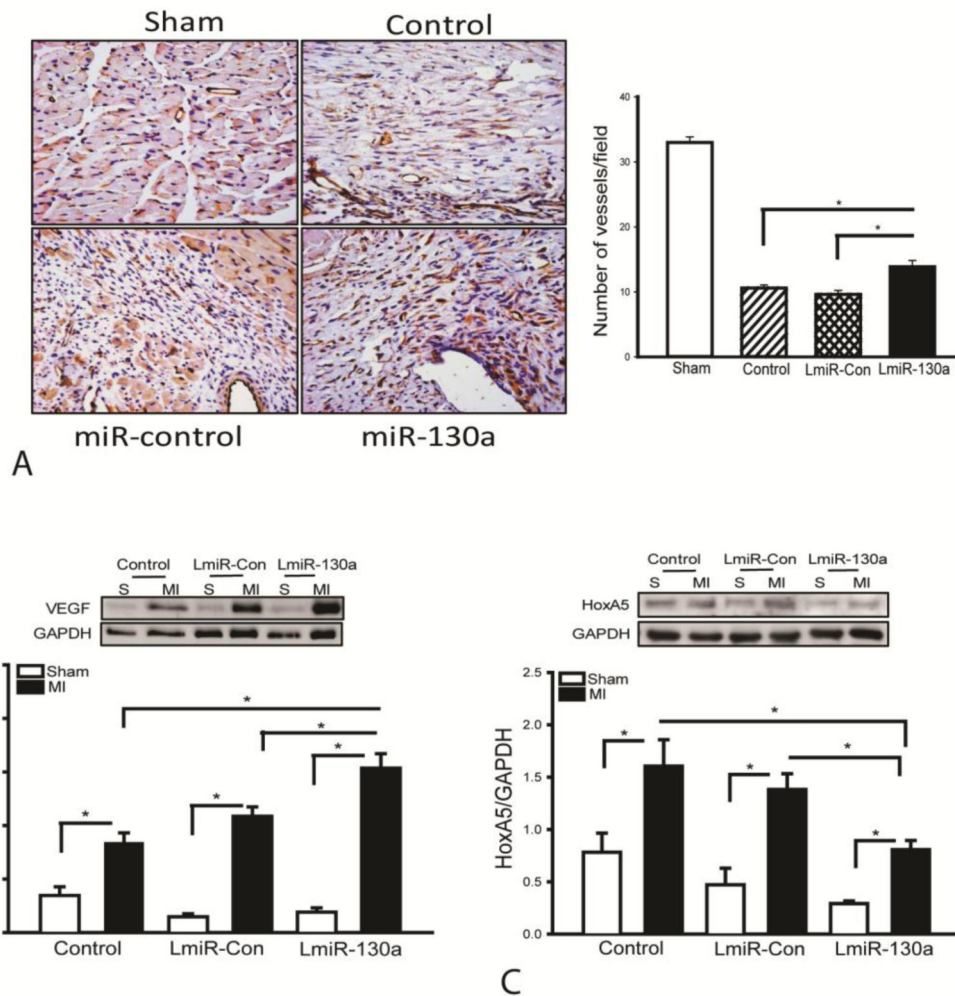 Sham Control
miR-control miR-130a
A
Number of vessels/field
40
30
20
10
0
* *
Sham Control LmiR-Con LmiR-130a
Control LmiR-Con LmiR-130a
S MI S MI S MI
VEGF
GAPDH
Sham
MI
* * * * *
Control LmiR-Con LmiR-130a
Control LmiR-Con LmiR-130a
S MI S MI S MI
HoxA5
GAPDH
HoxA5/GAPDH
2.5
2.0
1.5
1.0
0.5
0.0
Sham
MI
* * * * *
Control LmiR-Con LmiR-130a
C